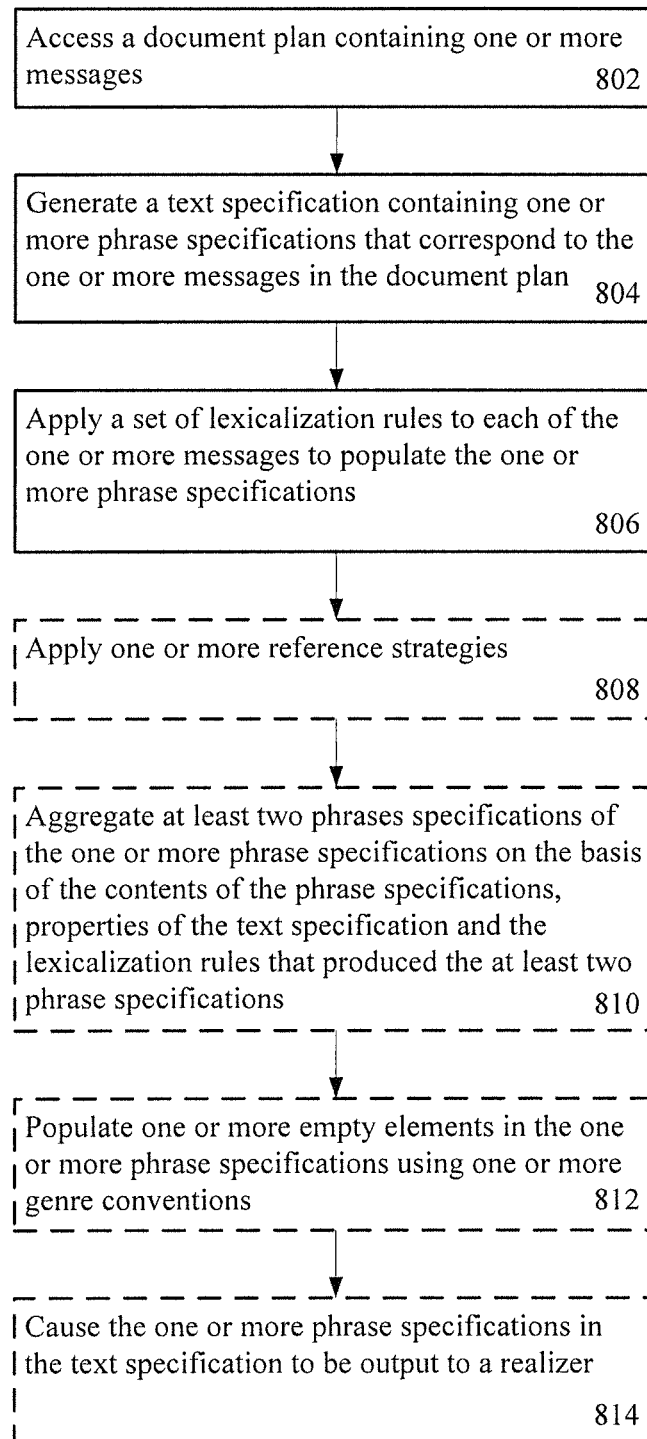 Access a document plan containing one or more
messages
802
Generate a text specification containing one or
more phrase specifications that correspond to the
one or more messages in the document plan
804
Apply a set of lexicalization rules to each of the
one or more messages to populate the one or
more phrase specifications
806
Apply one or more reference strategies
808
Aggregate at least two phrases specifications of
the one or more phrase specifications on the basis
of the contents of the phrase specifications,
properties of the text specification and the
lexicalization rules that produced the at least two
phrase specifications
810
Populate one or more empty elements in the one
or more phrase specifications using one or more
genre conventions
812
Cause the one or more phrase specifications in
the text specification to be output to a realizer
814